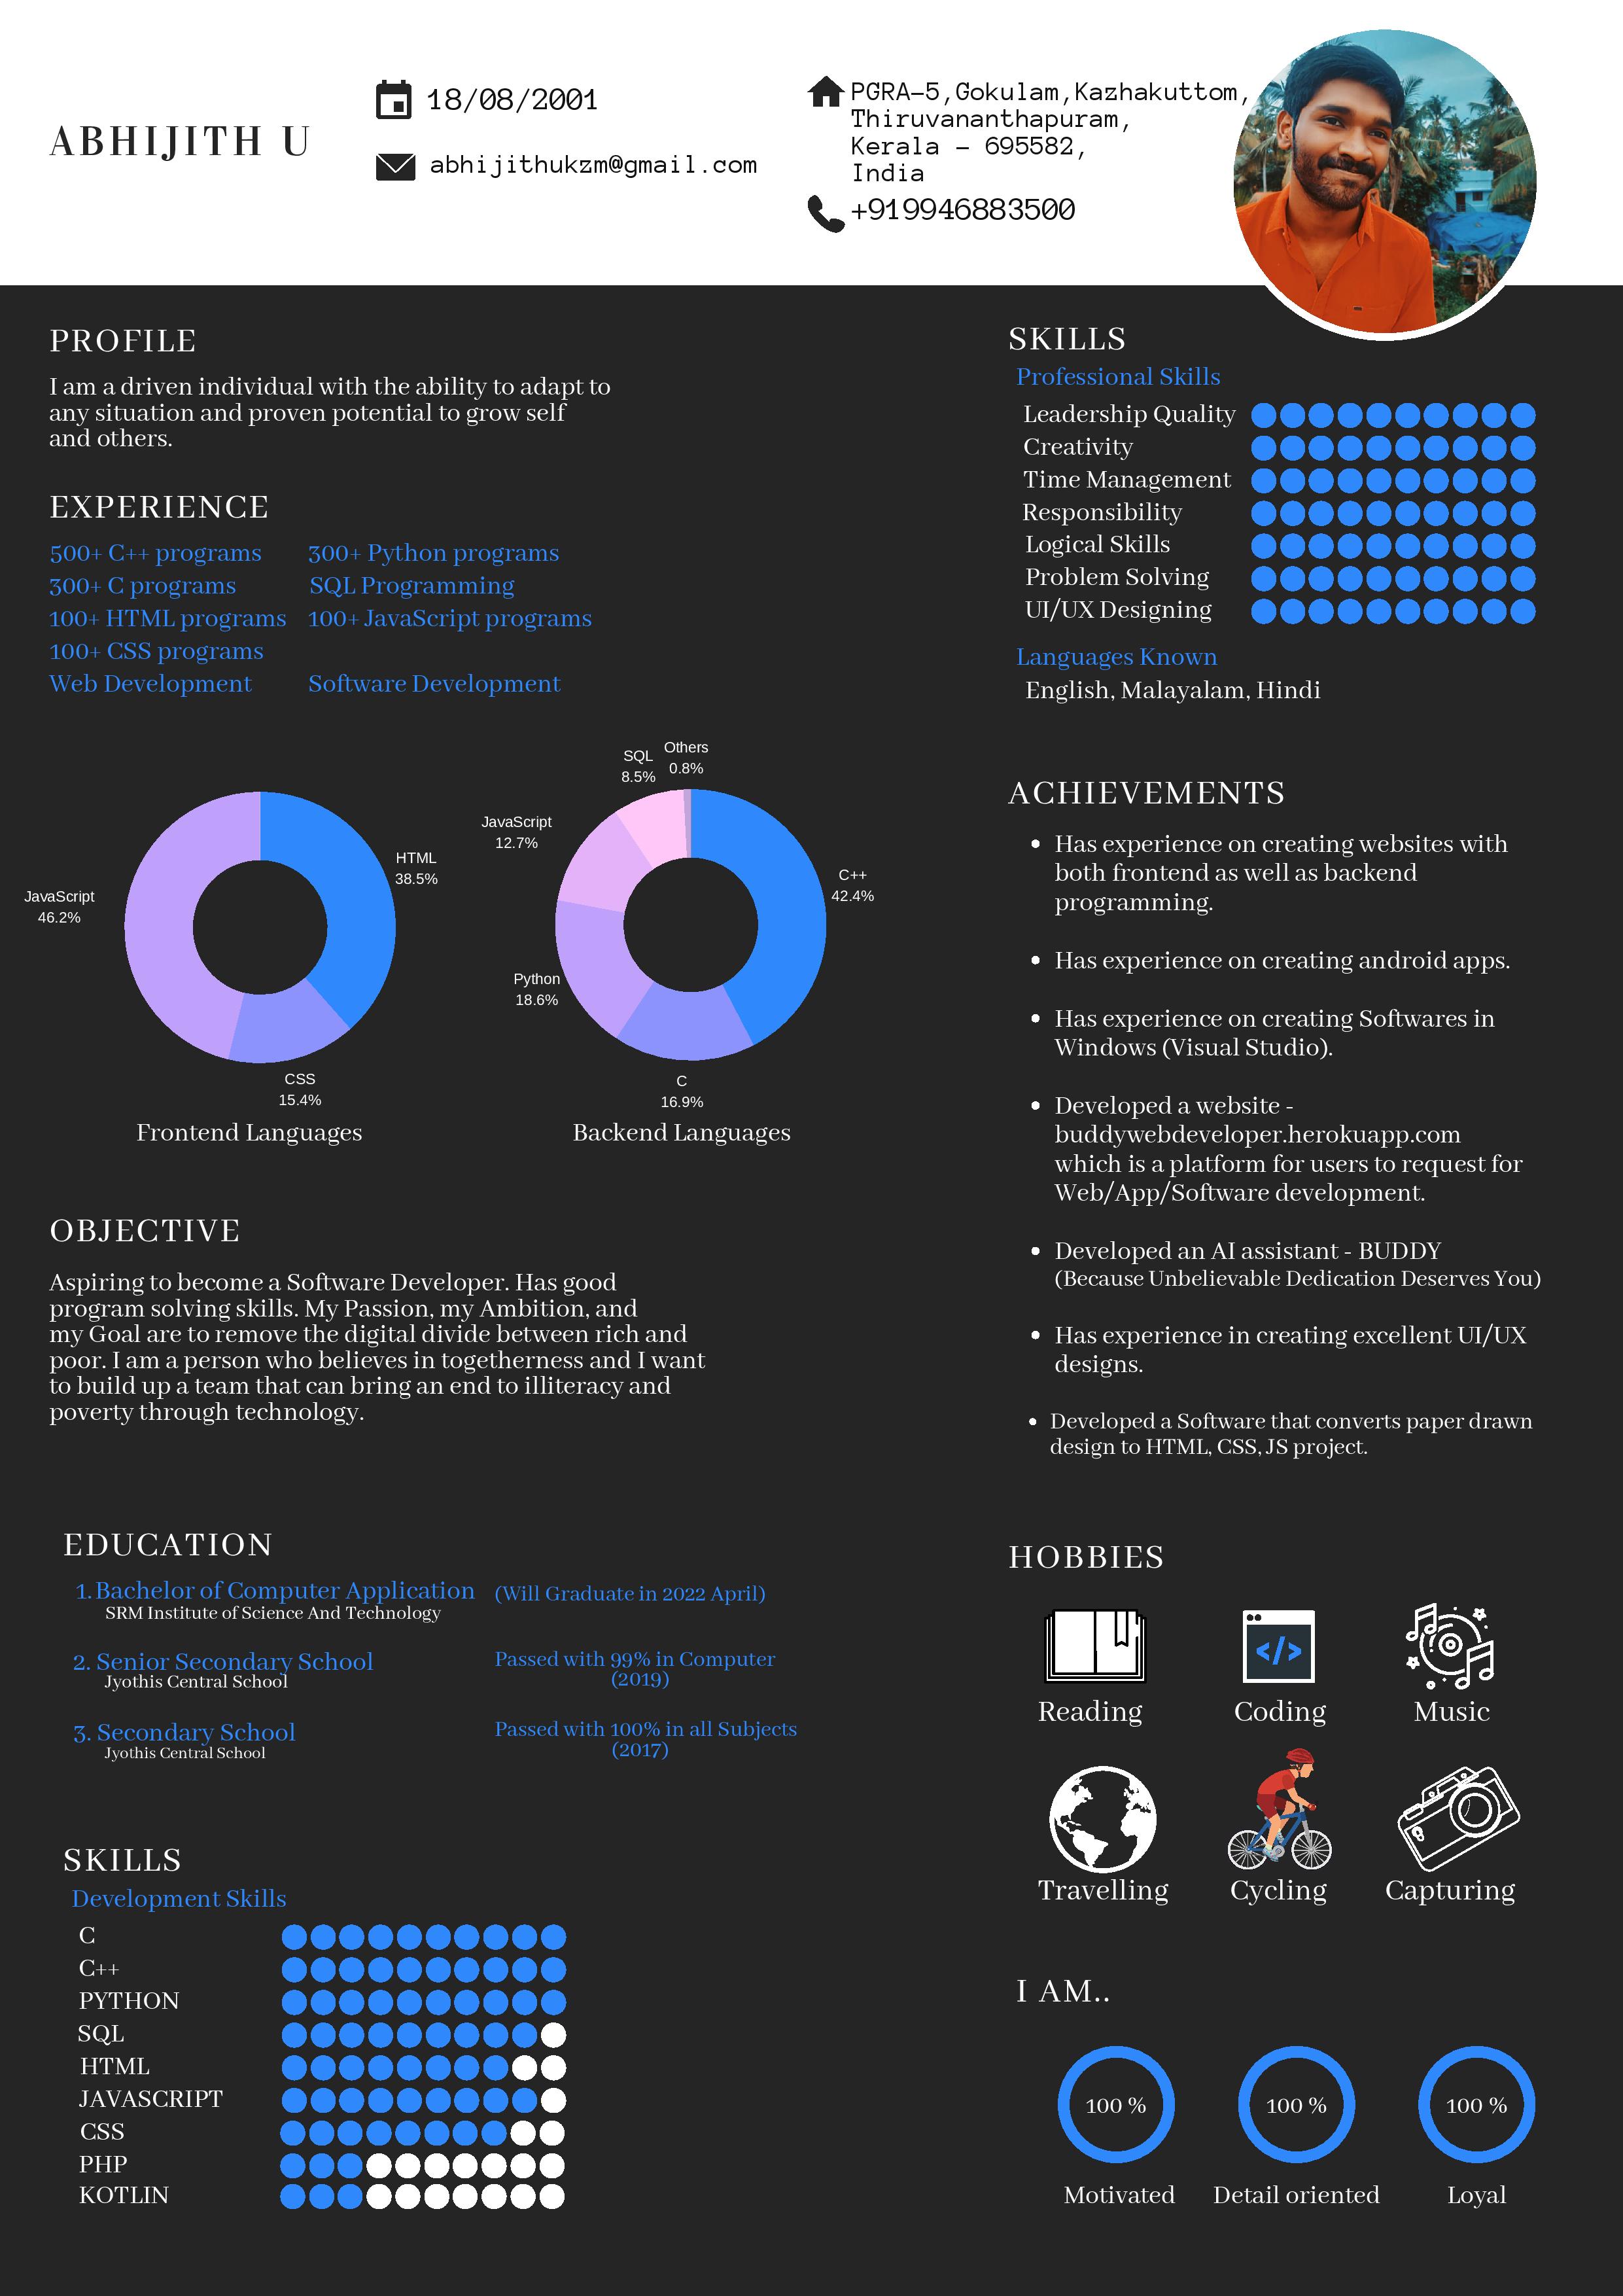 ABHIJITH U
18/08/2001
abhijithukzm@gmail.com
PGRA-5,Gokulam,Kazhakuttom,
Thiruvananthapuram,
Kerala - 695582,
India
+919946883500
PROFILE
I am a driven individual with the ability to adapt to
any situation and proven potential to grow self
and others.
EXPERIENCE
500+ C++ programs
300+ Python programs
300+ C programs
SQL Programming
100+ HTML programs
100+ JavaScript programs
100+ CSS programs
Web Development
Software Development
HTML
38.5%
CSS
15.4%
JavaScript
46.2%
Frontend Languages
C++
42.4%
C
16.9%
Python
18.6%
JavaScript
12.7%
SQL
8.5%
Others
0.8%
Backend Languages
OBJECTIVE
Aspiring to become a Software Developer. Has good
program solving skills. My Passion, my Ambition, and
my Goal are to remove the digital divide between rich and
poor. I am a person who believes in togetherness and I want
to build up a team that can bring an end to illiteracy and
poverty through technology.
EDUCATION
1. Bachelor of Computer Application
(Will Graduate in 2022 April)
SRM Institute of Science And Technology
2. Senior Secondary School
Passed with 99% in Computer
(2019)
Jyothis Central School
3. Secondary School
Passed with 100% in all Subjects
(2017)
Jyothis Central School
SKILLS
Development Skills
C
C++
PYTHON
SQL
HTML
JAVASCRIPT
CSS
PHP
KOTLIN
SKILLS
Professional Skills
Leadership Quality
Creativity
Time Management
Responsibility
Logical Skills
Problem Solving
UI/UX Designing
Languages Known
English, Malayalam, Hindi
ACHIEVEMENTS
• Has experience on creating websites with
both frontend as well as backend
programming.
• Has experience on creating android apps.
• Has experience on creating Softwares in
Windows (Visual Studio).
• Developed a website -
buddywebdeveloper.herokuapp.com
which is a platform for users to request for
Web/App/Software development.
• Developed an AI assistant - BUDDY
(Because Unbelievable Dedication Deserves You)
• Has experience in creating excellent UI/UX
designs.
• Developed a Software that converts paper drawn
design to HTML, CSS, JS project.
HOBBIES
</>
Reading
Coding
Music
Travelling
Cycling
Capturing
I AM..
100 %
100 %
100 %
Motivated
Detail oriented
Loyal